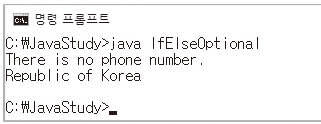 명령 프롬프트
C:₩JavaStudy>java IfElseOptional
There is no phone number.
Republic of Korea
C:₩JavaStudy>